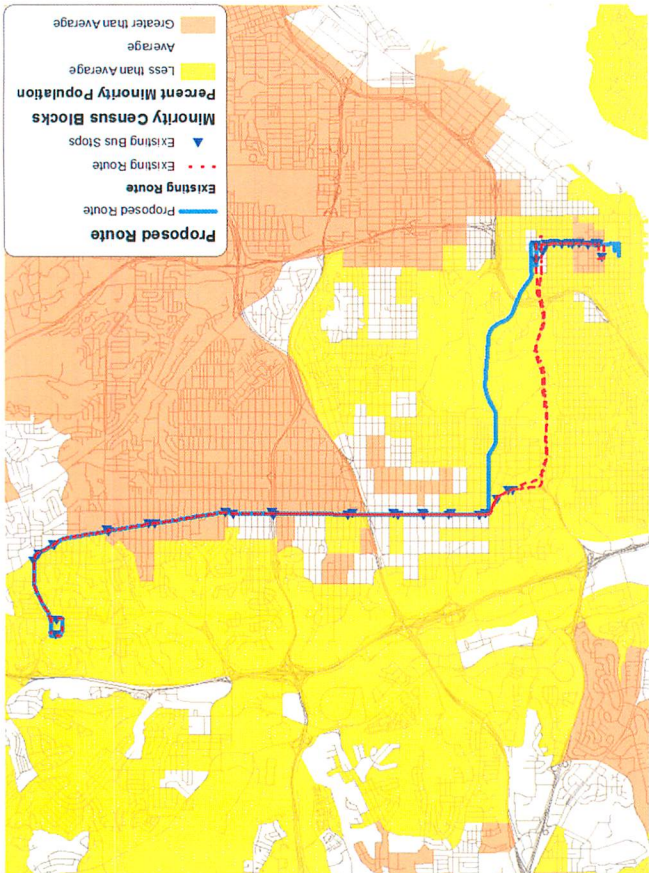 Proposed Route
Proposed Route
Existing Route
Existing Route
Existing Bus Stops
Minority Census Blocks
Percent Minority Population
Less than Average
Average
Greater than Average